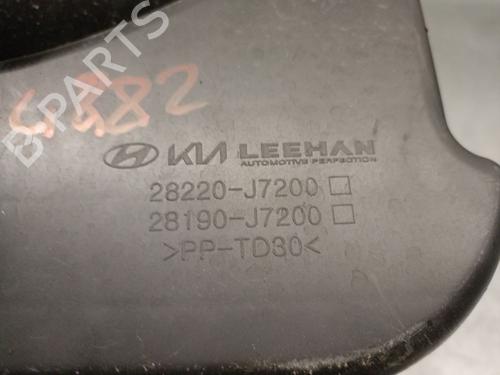 BPARTS
KIA LEEHAN
AUTOMOTIVE PERFECTION
28220-J7200
28190-J7200
>PP-TD30<